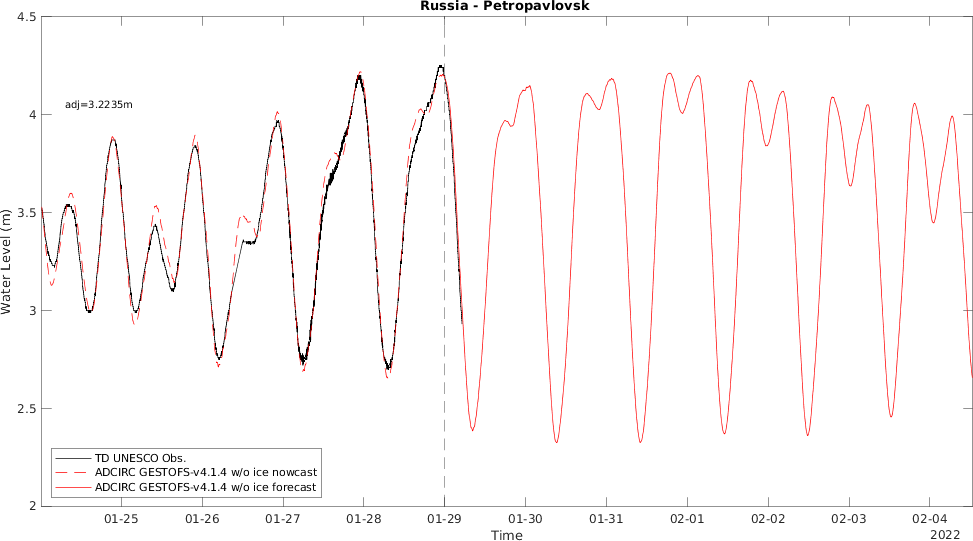 Russia - Petropavlovsk
4.5
4
3.5
3
2.5
2
Water Level (m)
adj=3.2235m
TD UNESCO Obs.
ADCIRC GESTOFS-v4.1.4 w/o ice nowcast
ADCIRC GESTOFS-v4.1.4 w/o ice forecast
01-25 01-26 01-27 01-28 01-29 01-30 01-31 02-01 02-02 02-03 02-04
2022
Time